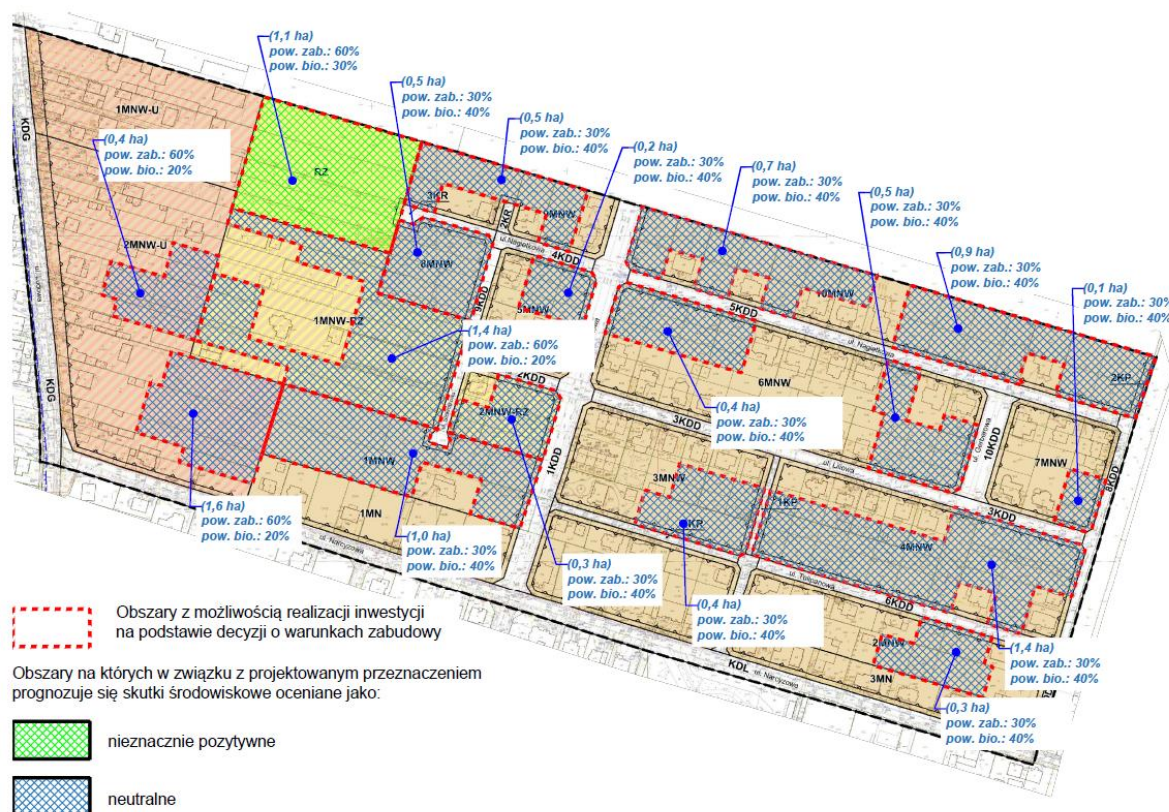 (1,1 ha)
pow. zab.: 60%
pow. bio.: 30%
(0,5 ha)
pow. zab.: 30%
pow. bio.: 40%
(0,5 ha)
pow. zab.: 30%
pow. bio.: 40%
(0,2 ha)
pow. zab.: 30%
pow. bio.: 40%
(0,7 ha)
pow. zab.: 30%
pow. bio.: 40%
(0,5 ha)
pow. zab.: 30%
pow. bio.: 40%
(0,9 ha)
pow. zab.: 30%
pow. bio.: 40%
(0,1 ha)
pow. zab.: 30%
pow. bio.: 40%
KDG
1MNW-U
(0,4 ha)
pow. zab.: 60%
pow. bio.: 20%
RZ
3KR
2KR
9MNW
ul. Nagietkowa
4KDD
2MNW-U
8MNW
9KDD
5MNW
10MNW
5KDD
ul. Nagietkowa
1MNW-RZ
(1,4 ha)
pow. zab.: 60%
pow. bio.: 20%
2KP
KDG
2KDD
6MNW
2MNW-RZ
(0,4 ha)
pow. zab.: 30%
pow. bio.: 40%
3KDD
ul. Liliowa
10KDD
7MNW
8KDD
1KDD
1MNW
3MNW
1KP
3KDD
1MN
4MNW
(1,6 ha)
pow. zab.: 60%
pow. bio.: 20%
ul. Narcyzowa
(1,0 ha)
pow. zab.: 30%
pow. bio.: 40%
(0,3 ha)
pow. zab.: 30%
pow. bio.: 40%
ul. Tulipanowa
6KDD
(0,4 ha)
pow. zab.: 30%
pow. bio.: 40%
2MNW
3MN
(1,4 ha)
pow. zab.: 30%
pow. bio.: 40%
KDL
ul. Narcyzowa
(0,3 ha)
pow. zab.: 30%
pow. bio.: 40%
Obszary z możliwością realizacji inwestycji
na podstawie decyzji o warunkach zabudowy
Obszary na których w związku z projektowanym przeznaczeniem
prognozuje się skutki środowiskowe oceniane jako:
nieznacznie pozytywne
neutralne